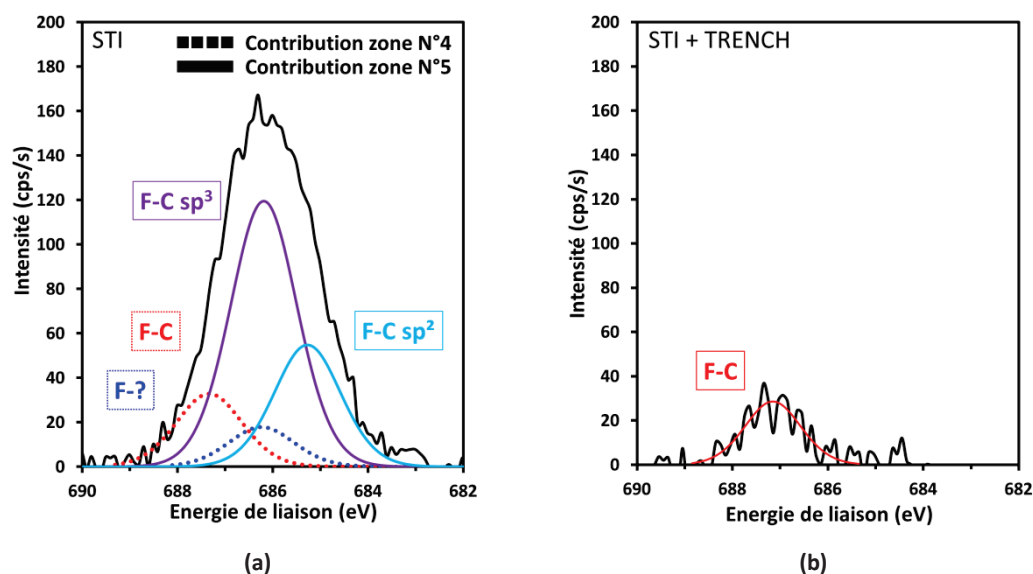 STI
Contribution zone N°4
Contribution zone N°5
200
180
160
140
120
100
80
60
40
20
0
Intensité (cps/s)
F-C sp³
F-C
F-?
F-C sp²
690
688
686
684
682
Energie de liaison (eV)
(a)
STI + TRENCH
200
180
160
140
120
100
80
60
40
20
0
Intensité (cps/s)
F-C
690
688
686
684
682
Energie de liaison (eV)
(b)